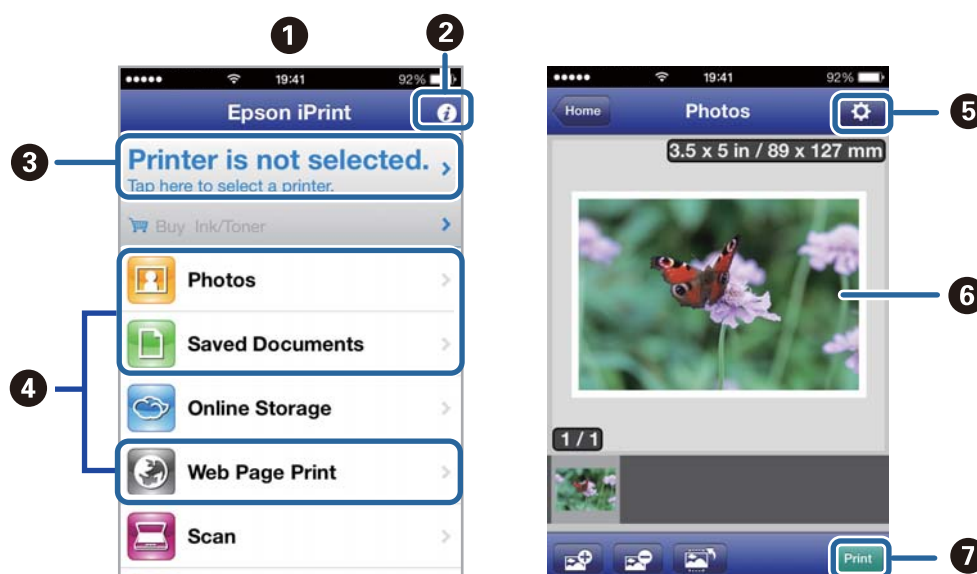 1
2
19:41
92%
Epson iPrint
3
Printer is not selected.
Tap here to select a printer.
Buy Ink/Toner
Photos
Saved Documents
4
Online Storage
Web Page Print
Scan
19:41
92%
Home
Photos
5
3.5 x 5 in / 89 x 127 mm
6
1 / 1
Print
7